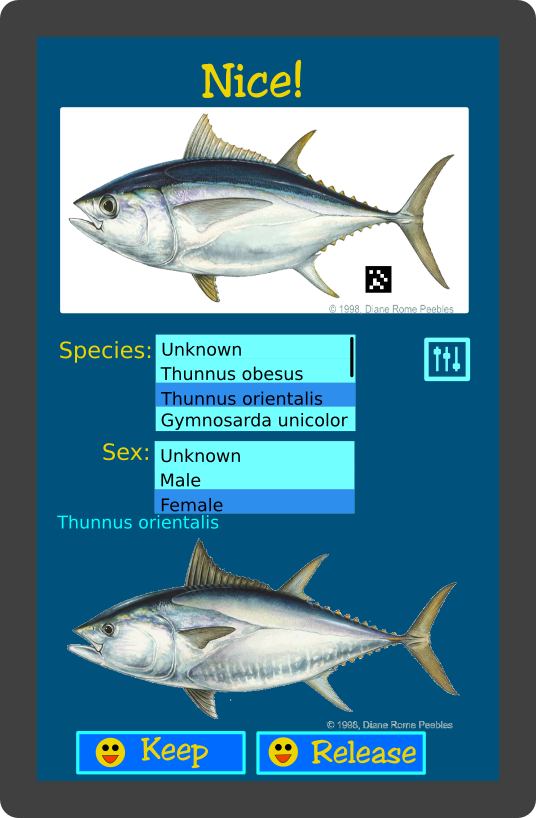 Nice!
© 1998, Diane Rome Peebles
Species:
Unknown
Thunnus obesus
Thunnus orientalis
Gymnosarda unicolor
Sex:
Unknown
Male
Female
Thunnus orientalis
© 1998, Diane Rome Peebles
Keep
Release